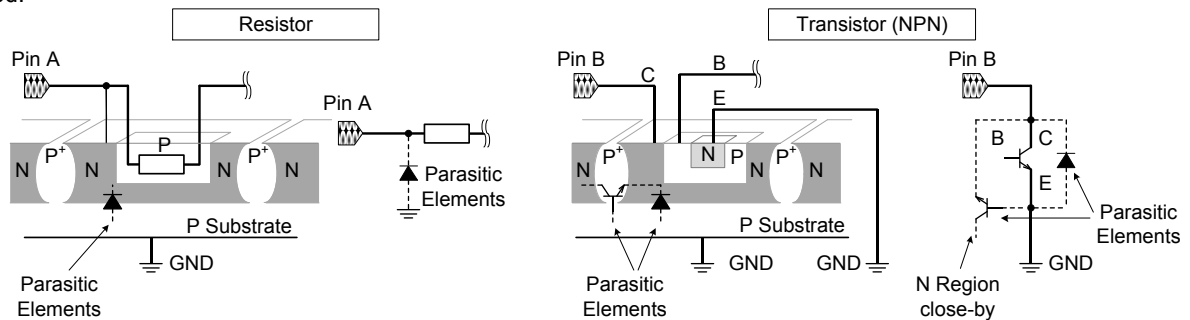 Resistor
Transistor (NPN)
Pin A
Pin A
N
P+
N
P
N
P+
N
Parasitic
Elements
P Substrate
GND
Parasitic
Elements
Pin B
C
B
E
N
P+
N
P
N
P+
N
P Substrate
GND
GND
Parasitic
Elements
Pin B
B
C
E
Parasitic
Elements
GND
N Region
close-by